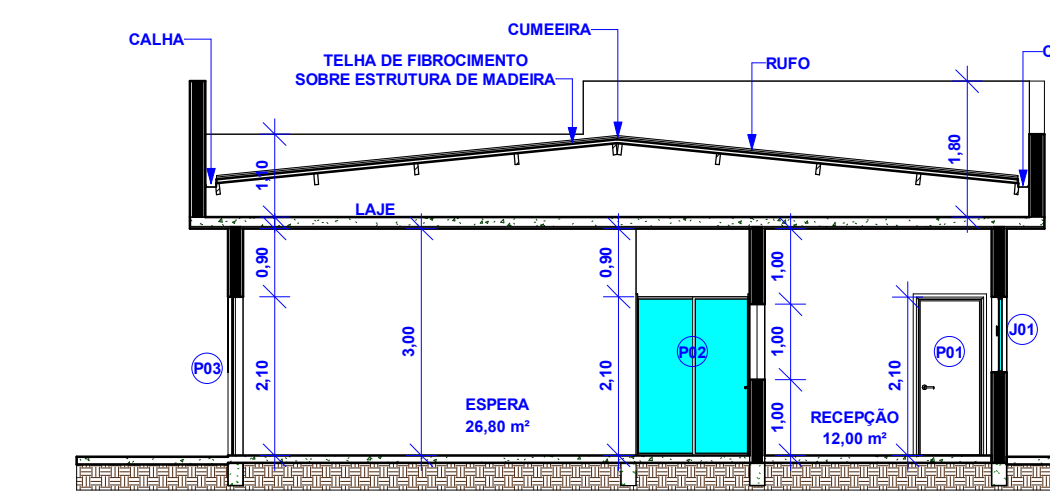 CALHA
CUMEEIRA
TELHA DE FIBROCIMENTO
SOBRE ESTRUTURA DE MADEIRA
RUFO
C
1,10
1,80
LAJE
0,90
0,90
1,00
3,00
1,00
2,10
2,10
2,10
1,00
P03
P02
P01
J01
ESPERA
26,80 m²
RECEPÇÃO
12,00 m²